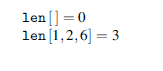 len[] = 0
len[1,2,6] = 3